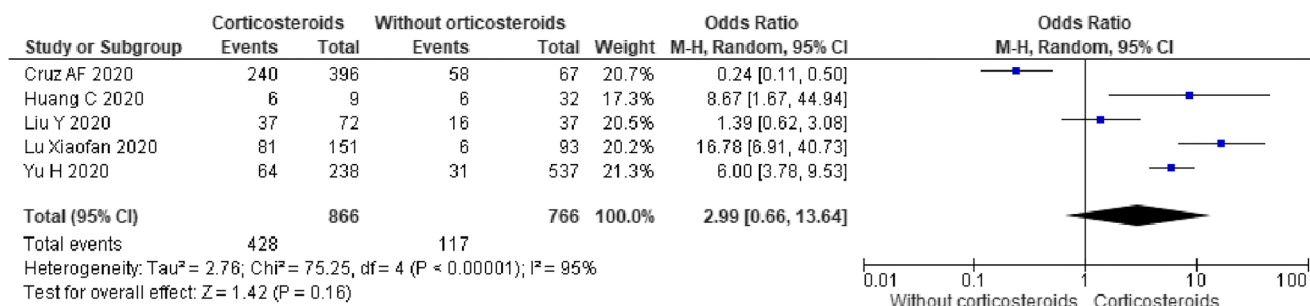 Corticosteroids Without orticosteroids Odds Ratio Odds Ratio
Study or Subgroup Events Total Events Total Weight M-H, Random, 95% CI M-H, Random, 95% CI
Cruz AF 2020 240 396 58 67 20.7% 0.24 [0.11, 0.50]
Huang C 2020 6 9 6 32 17.3% 8.67 [1.67, 44.94]
Liu Y 2020 37 72 16 37 20.5% 1.39 [0.62, 3.08]
Lu Xiaofan 2020 81 151 6 93 20.2% 16.78 [6.91, 40.73]
Yu H 2020 64 238 31 537 21.3% 6.00 [3.78, 9.53]
Total (95% CI) 866 766 100.0% 2.99 [0.66, 13.64]
Total events 428 117
Heterogeneity: Tau² = 2.76; Chi² = 75.25, df = 4 (P < 0.00001); I² = 95%
Test for overall effect: Z = 1.42 (P = 0.16)
0.01 0.1 1 10 100
Without corticosteroids Corticosteroids